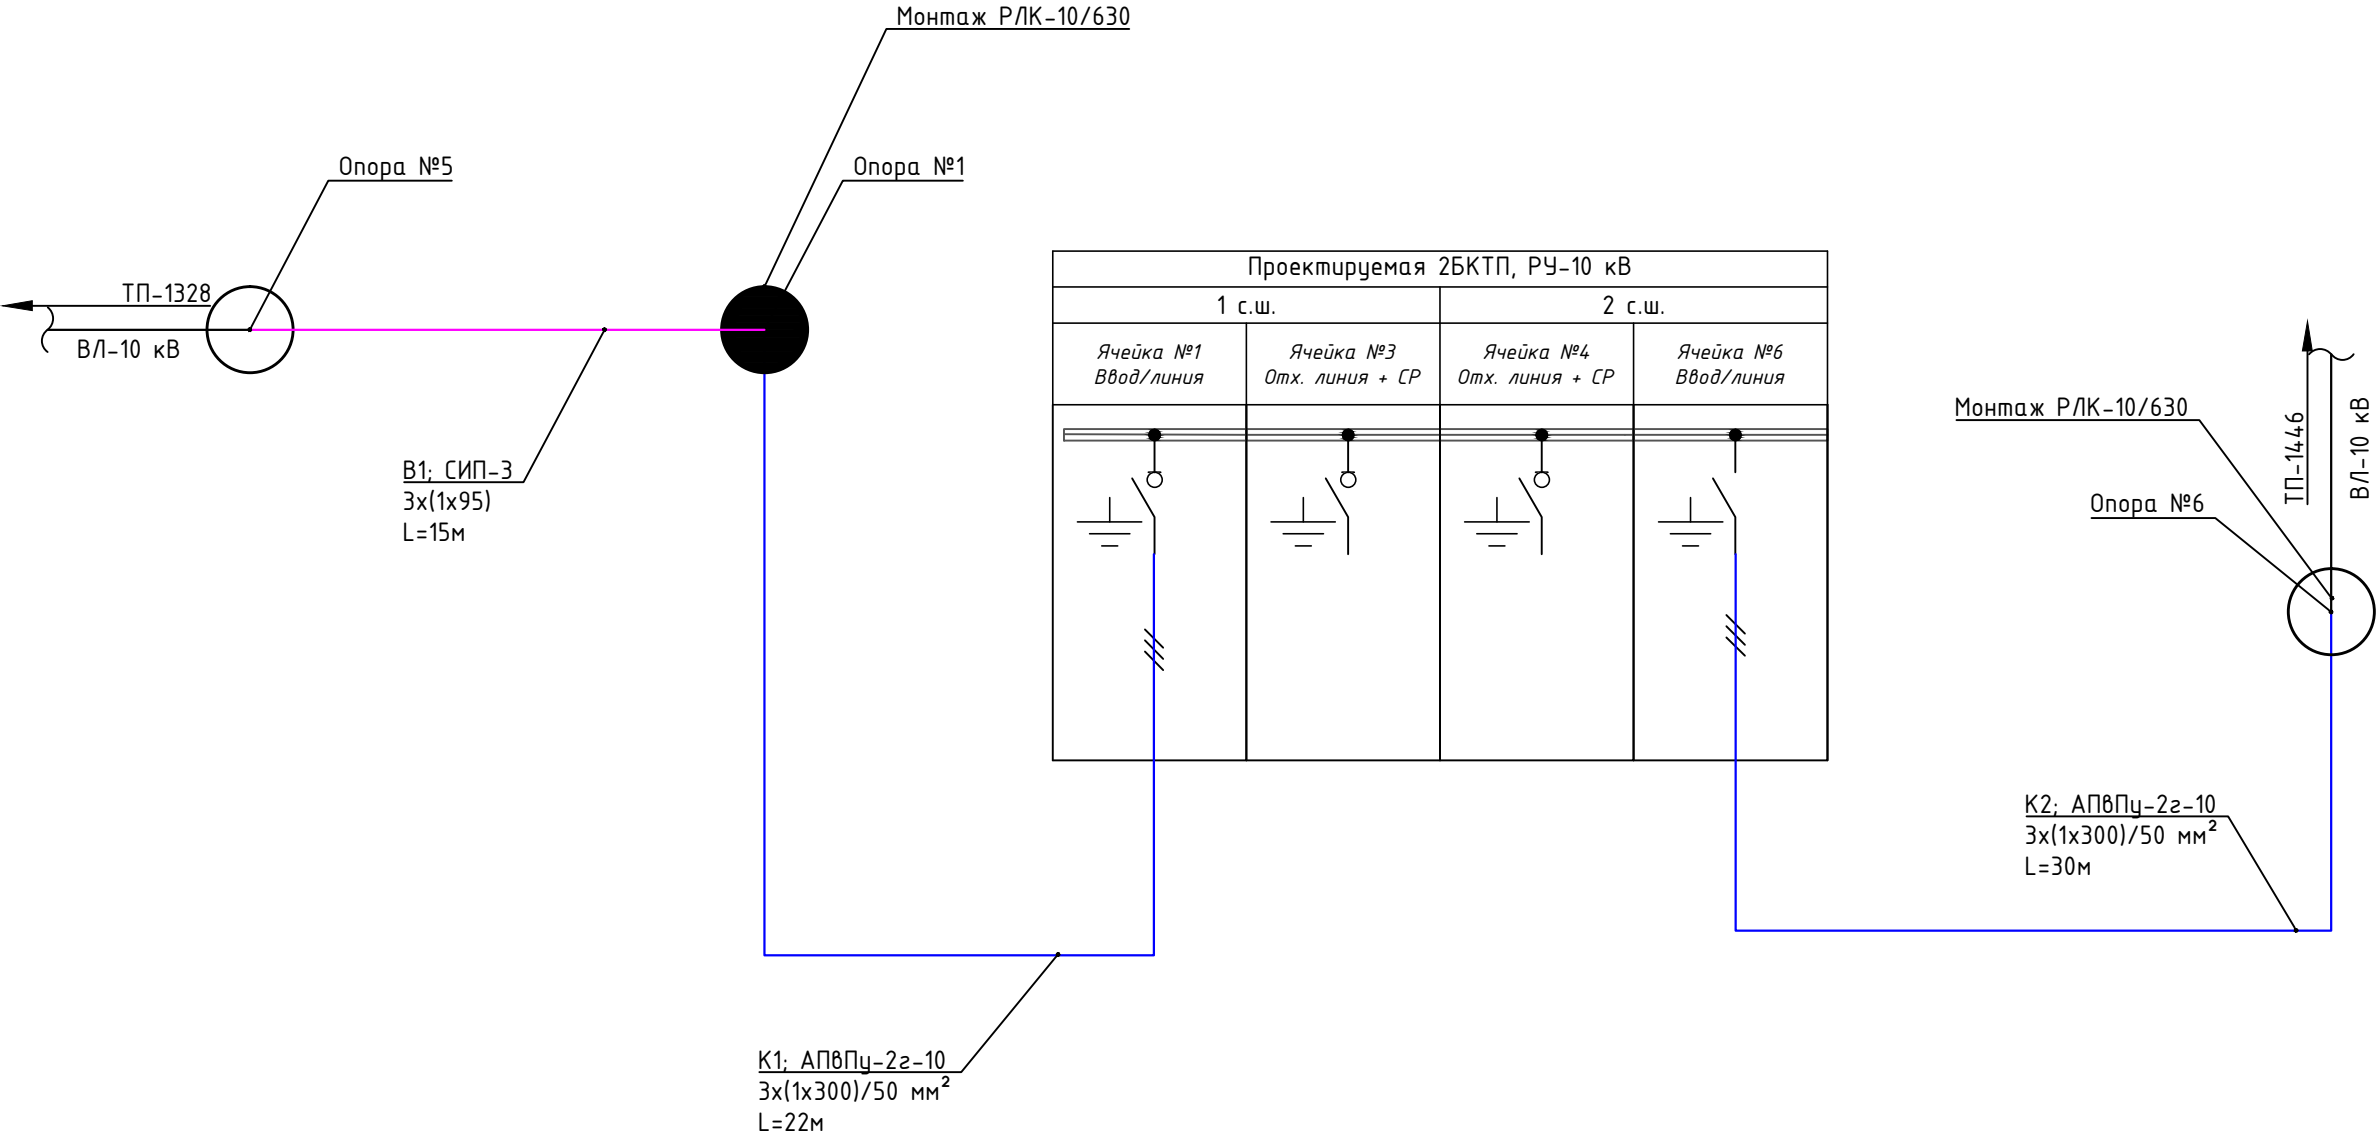 Монтаж РЛК-10/630
Опора №5
Опора №1
ТП-1328
ВЛ-10 кВ
В1; СИП-3
3х(1х95)
L=15м
Проектируемая 2БКТП, РУ-10 кВ
1 с.ш.
2 с.ш.
Ячейка №1
Ввод/линия
Ячейка №3
Отх. линия + СР
Ячейка №4
Отх. линия + СР
Ячейка №6
Ввод/линия
Монтаж РЛК-10/630
Опора №6
ТП-1446
ВЛ-10 кВ
К2; АПвПу-2г-10
3х(1х300)/50 мм²
L=30м
К1; АПвПу-2г-10
3х(1х300)/50 мм²
L=22м